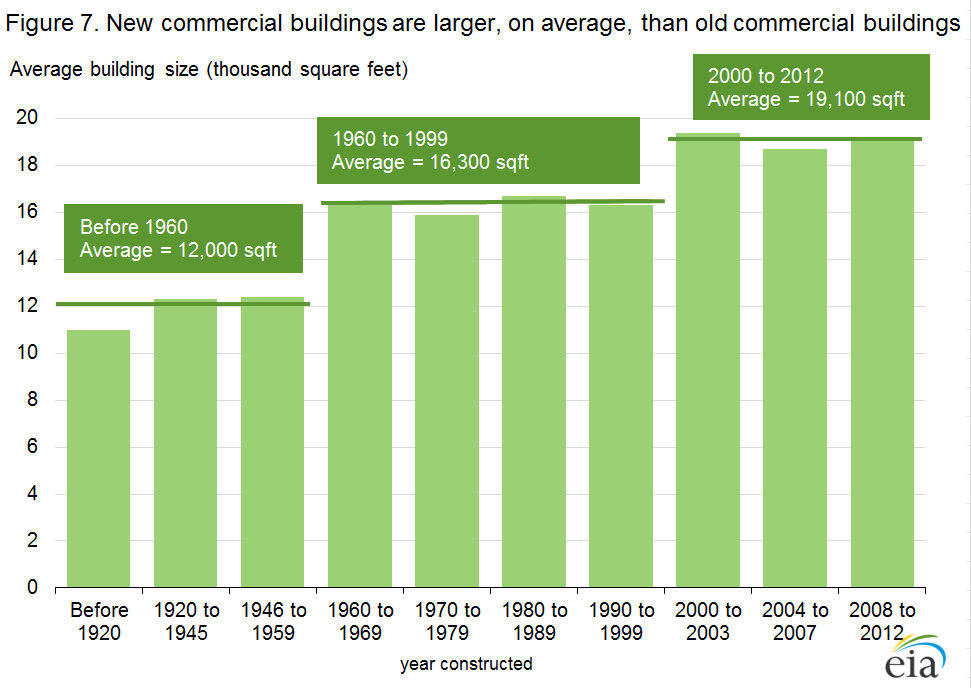 Figure 7. New commercial buildings are larger, on average, than old commercial buildings
Average building size (thousand square feet)
2000 to 2012
Average = 19,100 sqft
1960 to 1999
Average = 16,300 sqft
Before 1960
Average = 12,000 sqft
20
18
16
14
12
10
8
6
4
2
0
Before
1920
1920 to
1945
1946 to
1959
1960 to
1969
1970 to
1979
1980 to
1989
1990 to
1999
2000 to
2003
2004 to
2007
2008 to
2012
year constructed
eia